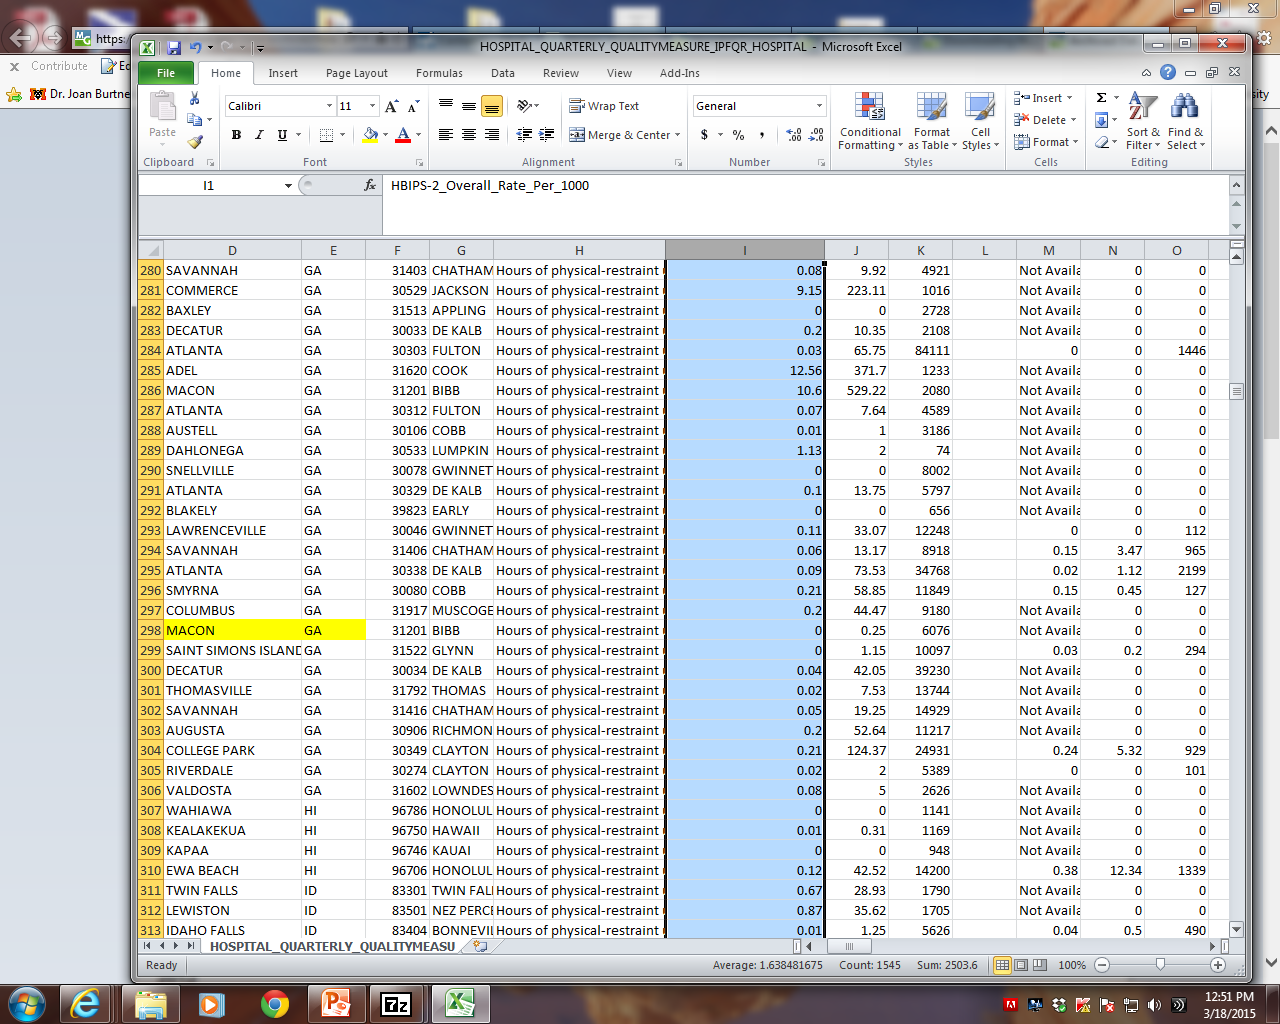 https:
HOSPITAL_QUARTERLY_QUALITYMEASURE_IPFQR_HOSPITAL - Microsoft Excel
x Contribute
Dr. Joan Burtne
File Home Insert Page Layout Formulas Data Review View Add-Ins
Paste
Clipboard
Calibri 11
B I U
Font
Wrap Text
Merge & Center
Alignment
General
$ % ,
Number
Conditional Formatting
Format as Table
Cell Styles
Styles
Insert
Delete
Format
Cells
Sort & Filter
Find & Select
Editing
I1 fx HBIPS-2_Overall_Rate_Per_1000
D E F G H I J K L M N O
280 SAVANNAH GA 31403 CHATHAM Hours of physical-restraint 0.08 9.92 4921 Not Availa 0 0
281 COMMERCE GA 30529 JACKSON Hours of physical-restraint 9.15 223.11 1016 Not Availa 0 0
282 BAXLEY GA 31513 APPLING Hours of physical-restraint 0 0 2728 Not Availa 0 0
283 DECATUR GA 30033 DE KALB Hours of physical-restraint 0.2 10.35 2108 Not Availa 0 0
284 ATLANTA GA 30303 FULTON Hours of physical-restraint 0.03 65.75 84111 0 0 1446
285 ADEL GA 31620 COOK Hours of physical-restraint 12.56 371.7 1233 Not Availa 0 0
286 MACON GA 31201 BIBB Hours of physical-restraint 10.6 529.22 2080 Not Availa 0 0
287 ATLANTA GA 30312 FULTON Hours of physical-restraint 0.07 7.64 4589 Not Availa 0 0
288 AUSTELL GA 30106 COBB Hours of physical-restraint 0.01 1 3186 Not Availa 0 0
289 DAHLONEGA GA 30533 LUMPKIN Hours of physical-restraint 1.13 2 74 Not Availa 0 0
290 SNELLVILLE GA 30078 GWINNET Hours of physical-restraint 0 0 8002 Not Availa 0 0
291 ATLANTA GA 30329 DE KALB Hours of physical-restraint 0.1 13.75 5797 Not Availa 0 0
292 BLAKELY GA 39823 EARLY Hours of physical-restraint 0 0 656 Not Availa 0 0
293 LAWRENCEVILLE GA 30046 GWINNET Hours of physical-restraint 0.11 33.07 12248 0 0 112
294 SAVANNAH GA 31406 CHATHAM Hours of physical-restraint 0.06 13.17 8918 0.15 3.47 965
295 ATLANTA GA 30338 DE KALB Hours of physical-restraint 0.09 73.53 34768 0.02 1.12 2199
296 SMYRNA GA 30080 COBB Hours of physical-restraint 0.21 58.85 11849 0.15 0.45 127
297 COLUMBUS GA 31917 MUSCOGE Hours of physical-restraint 0.2 44.47 9180 Not Availa 0 0
298 MACON GA 31201 BIBB Hours of physical-restraint 0 0.25 6076 Not Availa 0 0
299 SAINT SIMONS ISLAND GA 31522 GLYNN Hours of physical-restraint 0 1.15 10097 0.03 0.2 294
300 DECATUR GA 30034 DE KALB Hours of physical-restraint 0.04 42.05 39230 Not Availa 0 0
301 THOMASVILLE GA 31792 THOMAS Hours of physical-restraint 0.02 7.53 13744 Not Availa 0 0
302 SAVANNAH GA 31416 CHATHAM Hours of physical-restraint 0.05 19.25 14929 Not Availa 0 0
303 AUGUSTA GA 30906 RICHMON Hours of physical-restraint 0.2 52.64 11217 Not Availa 0 0
304 COLLEGE PARK GA 30349 CLAYTON Hours of physical-restraint 0.21 124.37 24931 0.24 5.32 929
305 RIVERDALE GA 30274 CLAYTON Hours of physical-restraint 0.02 2 5389 0 0 101
306 VALDOSTA GA 31602 LOWNDES Hours of physical-restraint 0.08 5 2626 Not Availa 0 0
307 WAHIAWA HI 96786 HONOLUL Hours of physical-restraint 0 0 1141 Not Availa 0 0
308 KEALAKEKUA HI 96750 HAWAII Hours of physical-restraint 0.01 0.31 1169 Not Availa 0 0
309 KAPAA HI 96746 KAUAI Hours of physical-restraint 0 0 948 Not Availa 0 0
310 EWA BEACH HI 96706 HONOLUL Hours of physical-restraint 0.12 42.52 14200 0.38 12.34 1339
311 TWIN FALLS ID 83301 TWIN FAL Hours of physical-restraint 0.67 28.93 1790 Not Availa 0 0
312 LEWISTON ID 83501 NEZ PERCE Hours of physical-restraint 0.87 35.62 1705 Not Availa 0 0
313 IDAHO FALLS ID 83404 BONNEVI Hours of physical-restraint 0.01 1.25 5626 0.04 0.5 490
HOSPITAL_QUARTERLY_QUALITYMEASU
Ready Average: 1.638481675 Count: 1545 Sum: 2503.6 100%
12:51 PM
3/18/2015